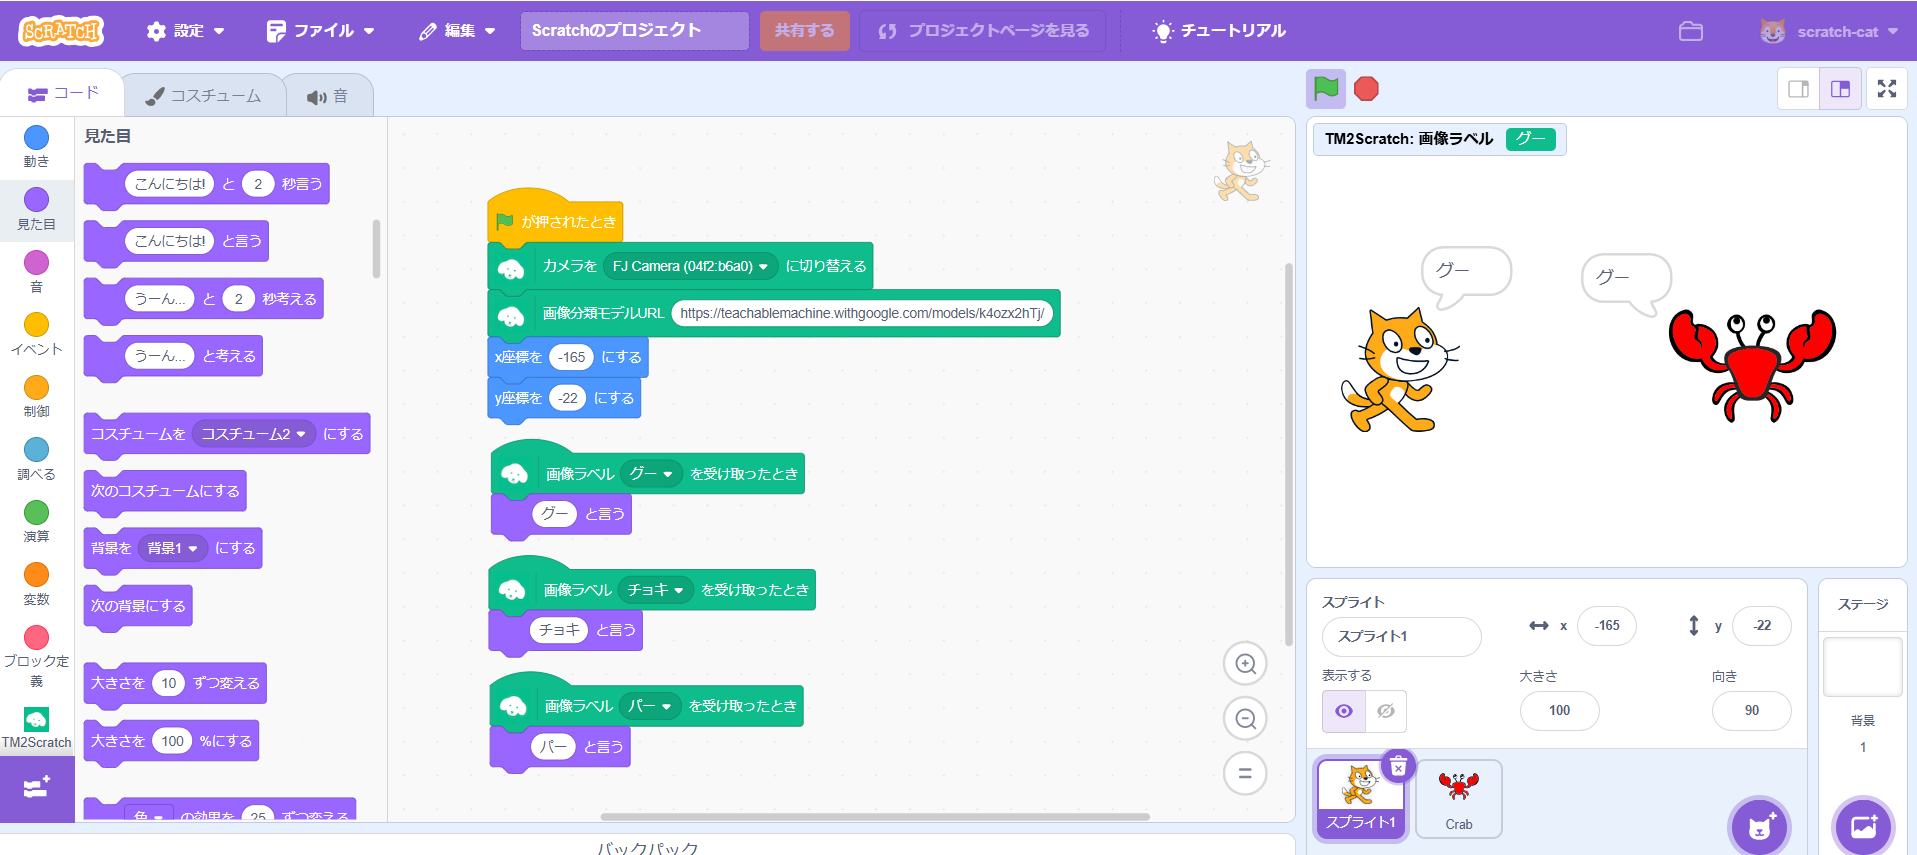 SCRATCH
設定
ファイル
編集
Scratchのプロジェクト
共有する
プロジェクトページを見る
チュートリアル
scratch-cat
コード
コスチューム
音
動き
見た目
音
イベント
制御
調べる
演算
変数
ブロック定
義
TM2Scratch
見た目
こんにちは! と 2 秒言う
こんにちは! と言う
うーん... と 2 秒考える
うーん... と考える
コスチュームを コスチューム2 にする
次のコスチュームにする
背景を 背景1 にする
次の背景にする
大きさを 10 ずつ変える
大きさを 100 %にする
色 の効果を 25 ずつ変える
が押されたとき
カメラを FJ Camera (04f2:b6a0) に切り替える
画像分類モデルURL https://teachablemachine.withgoogle.com/models/k4ozx2hTj/
x座標を -165 にする
y座標を -22 にする
画像ラベル グー を受け取ったとき
グー と言う
画像ラベル チョキ を受け取ったとき
チョキ と言う
画像ラベル パー を受け取ったとき
パー と言う
バックパック
TM2Scratch: 画像ラベル グー
グー
グー
スプライト
スプライト1
x -165
y -22
表示する
大きさ
100
向き
90
スプライト1
Crab
ステージ
背景
1